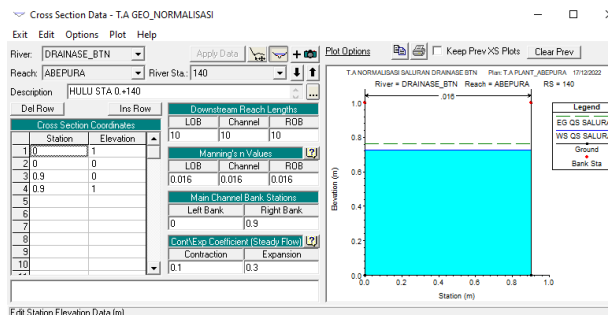 Cross Section Data - T.A GEO_NORMALISASI
Exit Edit Options Plot Help
River: DRAINASE_BTN Apply Data Plot Options Keep Prev XS Plots Clear Prev
Reach: ABEPURA River Sta.: 140
Description HULU STA 0.+140 ...
Del Row Ins Row
Cross Section Coordinates
Station Elevation
1 0 1
2 0 0
3 0.9 0
4 0.9 1
5
6
7
8
9
10
Downstream Reach Lengths
LOB Channel ROB
10 10 10
Manning's n Values
LOB Channel ROB
0.016 0.016 0.016
Main Channel Bank Stations
Left Bank Right Bank
0 0.9
Cont\Exp Coefficient (Steady Flow)
Contraction Expansion
0.1 0.3
T.A NORMALISASI SALURAN DRAINASE BTN Plan: T.A PLANT_ABEPURA 17/12/2022
River = DRAINASE_BTN Reach = ABEPURA RS = 140
.016
1.0
0.8
0.6
0.4
0.2
0.0
Elevation (m)
0.0 0.2 0.4 0.6 0.8 1.0
Station (m)
Legend
EG QS SALURA
WS QS SALURA
Ground
Bank Sta
Edit Station Elevation Data (m)